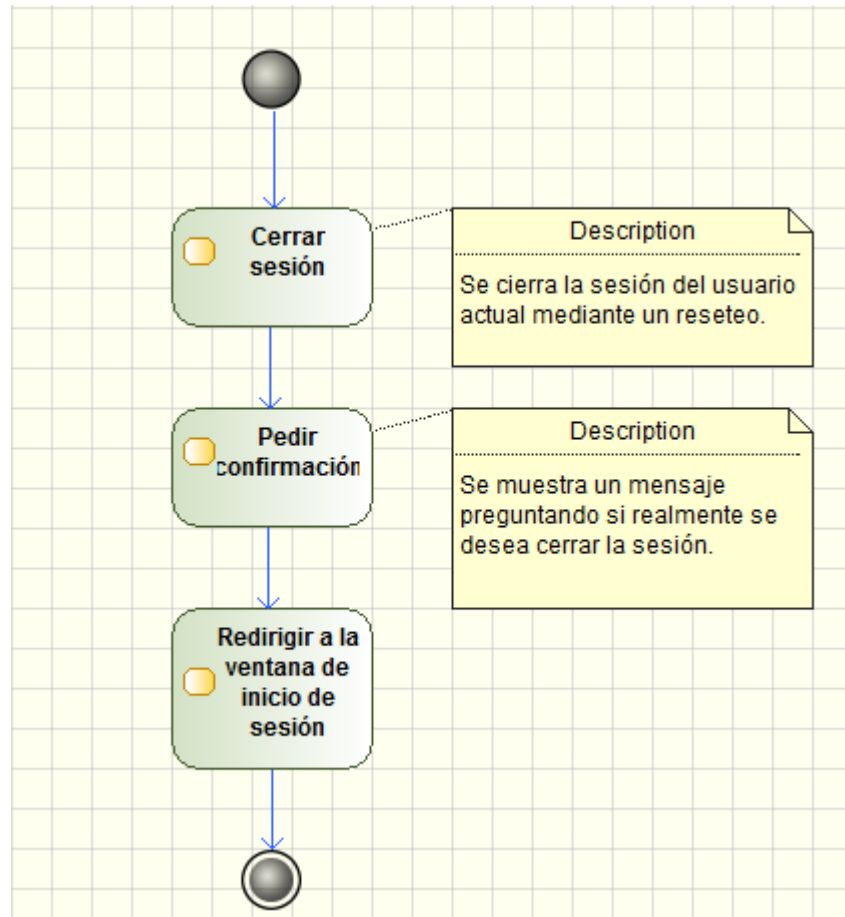 Cerrar
sesión
Description
Se cierra la sesión del usuario
actual mediante un reseteo.
Pedir
confirmación
Description
Se muestra un mensaje
preguntando si realmente se
desea cerrar la sesión.
Redirigir a la
ventana de
inicio de
sesión